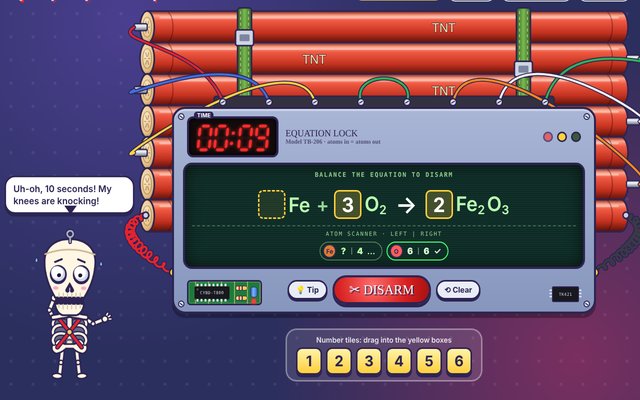 TNT
TNT
TNT
TIME
00:09
EQUATION LOCK
Model TB-206 · atoms in = atoms out
BALANCE THE EQUATION TO DISARM
Fe + 3 O₂ → 2 Fe₂O₃
ATOM SCANNER · LEFT | RIGHT
Fe ? | 4 ... O 6 | 6 ✓
Uh-oh, 10 seconds! My
knees are knocking!
CYBD-T800
💡 Tip
✂ DISARM
⟲ Clear
TK421
Number tiles: drag into the yellow boxes
1 2 3 4 5 6